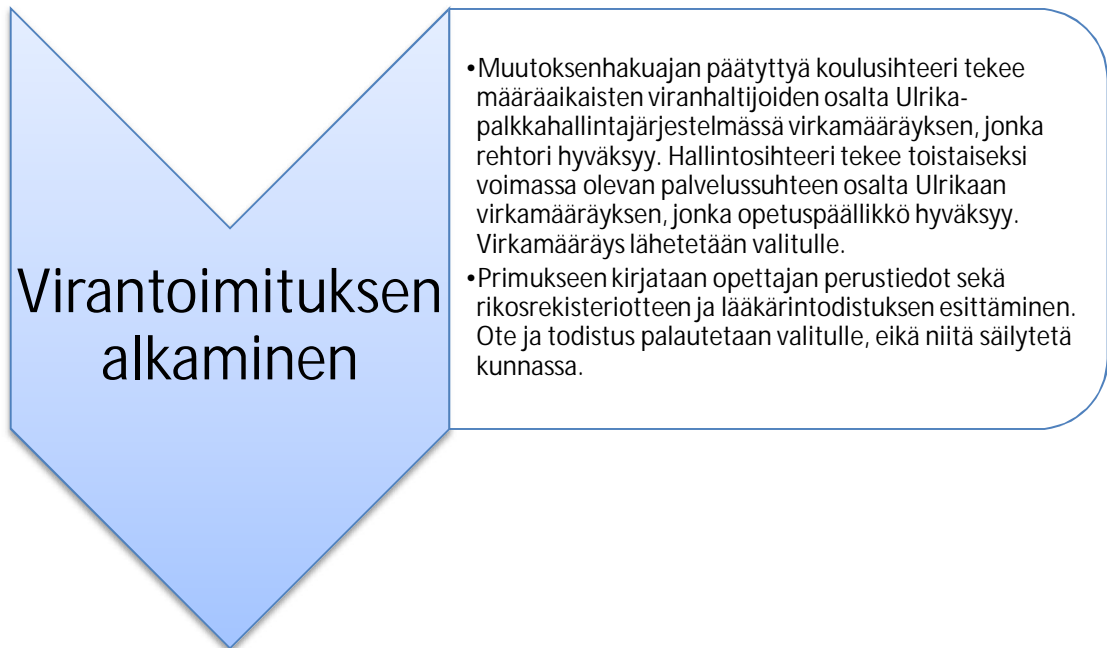 Virantoimituksen
alkaminen
•Muutoksenhakuajan päätyttyä koulusihteeri tekee
määräaikaisten viranhaltijoiden osalta Ulrika-
palkkahallintajärjestelmässä virkamääräyksen, jonka
rehtori hyväksyy. Hallintosihteeri tekee toistaiseksi
voimassa olevan palvelussuhteen osalta Ulrikaan
virkamääräyksen, jonka opetuspäällikkö hyväksyy.
Virkamääräys lähetetään valitulle.
•Primukseen kirjataan opettajan perustiedot sekä
rikosrekisteriotteen ja lääkärintodistuksen esittäminen.
Ote ja todistus palautetaan valitulle, eikä niitä säilytetä
kunnassa.